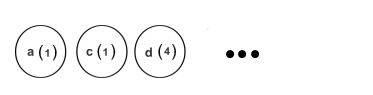 a (1) c (1) d (4) •••